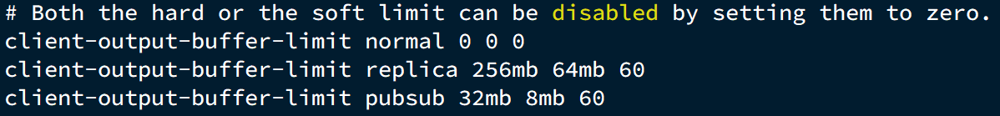 # Both the hard or the soft limit can be disabled by setting them to zero.
client-output-buffer-limit normal 0 0 0
client-output-buffer-limit replica 256mb 64mb 60
client-output-buffer-limit pubsub 32mb 8mb 60